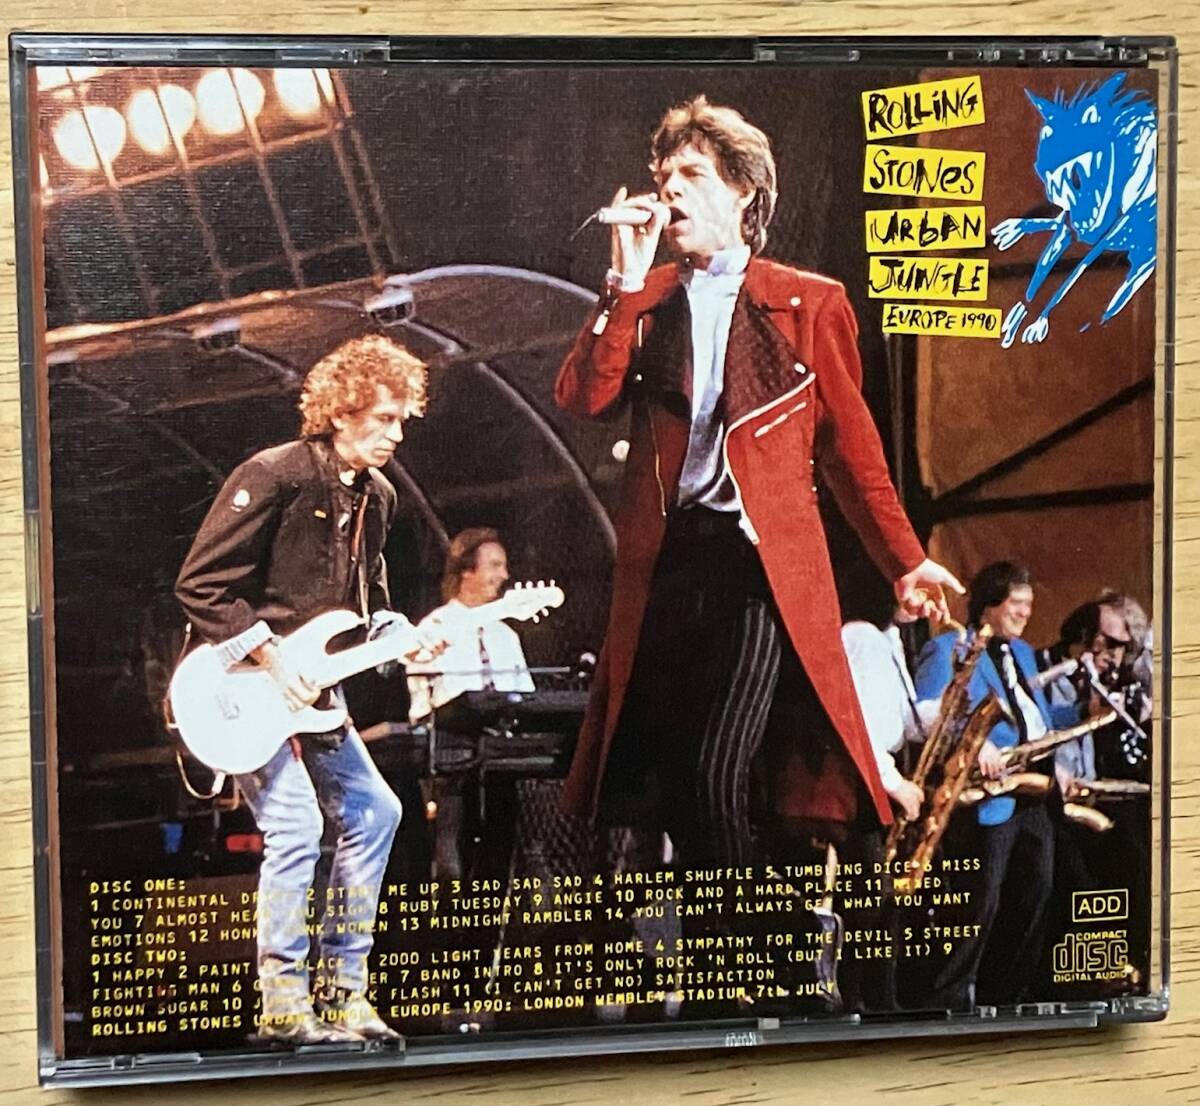 ROLLING
STONES
URBAN
JUNGLE
EUROPE 1990
DISC ONE:
1 CONTINENTAL DRIFT 2 START ME UP 3 SAD SAD SAD 4 HARLEM SHUFFLE 5 TUMBLING DICE 6 MISS
YOU 7 ALMOST HEAR YOU SIGH 8 RUBY TUESDAY 9 ANGIE 10 ROCK AND A HARD PLACE 11 MIXED
EMOTIONS 12 HONKY TONK WOMEN 13 MIDNIGHT RAMBLER 14 YOU CAN'T ALWAYS GET WHAT YOU WANT
DISC TWO:
1 HAPPY 2 PAINT IT BLACK 3 2000 LIGHT YEARS FROM HOME 4 SYMPATHY FOR THE DEVIL 5 STREET
FIGHTING MAN 6 GIMME SHELTER 7 BAND INTRO 8 IT'S ONLY ROCK 'N ROLL (BUT I LIKE IT) 9
BROWN SUGAR 10 JUMPIN' JACK FLASH 11 (I CAN'T GET NO) SATISFACTION
ROLLING STONES URBAN JUNGLE EUROPE 1990: LONDON WEMBLEY STADIUM 7th JULY
ADD
COMPACT
disc
DIGITAL AUDIO